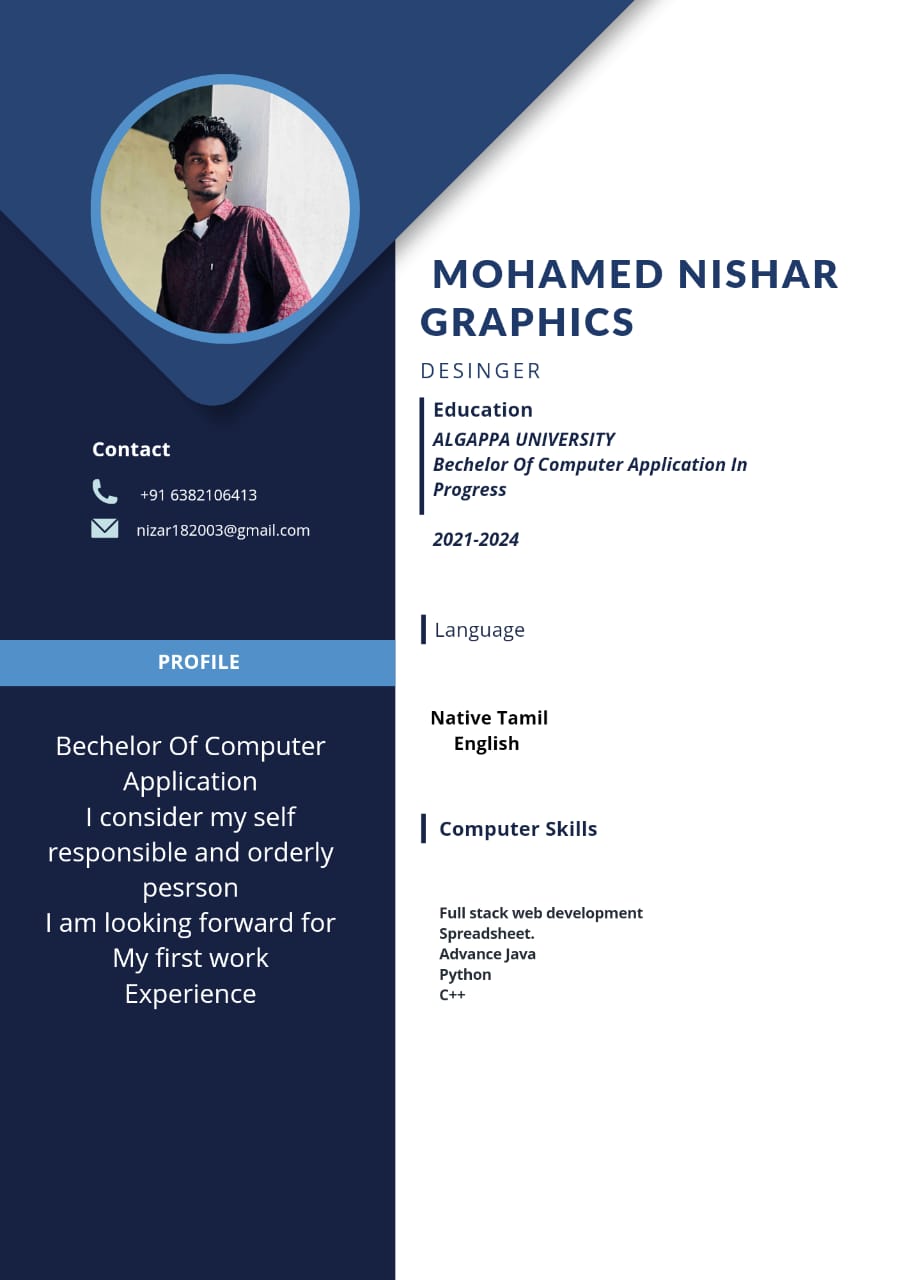 MOHAMED NISHAR
GRAPHICS
DESINGER
Education
ALGAPPA UNIVERSITY
Bechelor Of Computer Application In
Progress
2021-2024
Contact
+91 6382106413
nizar182003@gmail.com
Language
PROFILE
Native Tamil
English
Bechelor Of Computer
Application
I consider my self
responsible and orderly
pesrson
I am looking forward for
My first work
Experience
Computer Skills
Full stack web development
Spreadsheet.
Advance Java
Python
C++